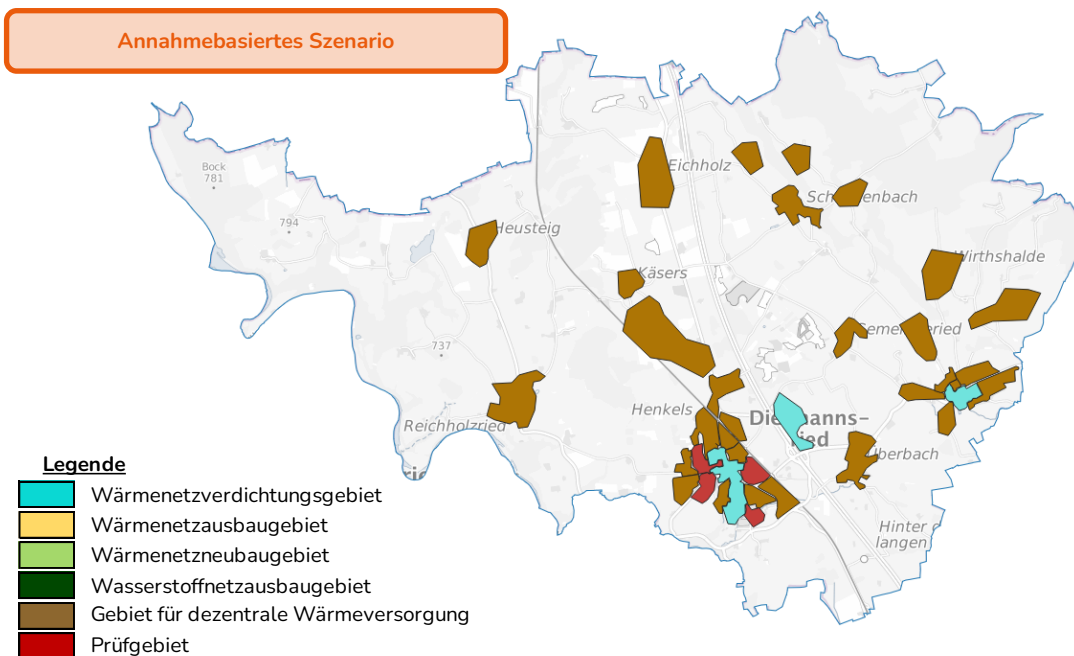 Annahmebasiertes Szenario
Bock
781
794
Eichholz
Heusteig
Wirthshalde
Käsers
737
Henkels
Reichholzried
Legende
Wärmenetzverdichtungsgebiet
Wärmenetzausbaugebiet
Wärmenetzneubaugebiet
Wasserstoffnetzausbaugebiet
Gebiet für dezentrale Wärmeversorgung
Prüfgebiet
Hinter
langen